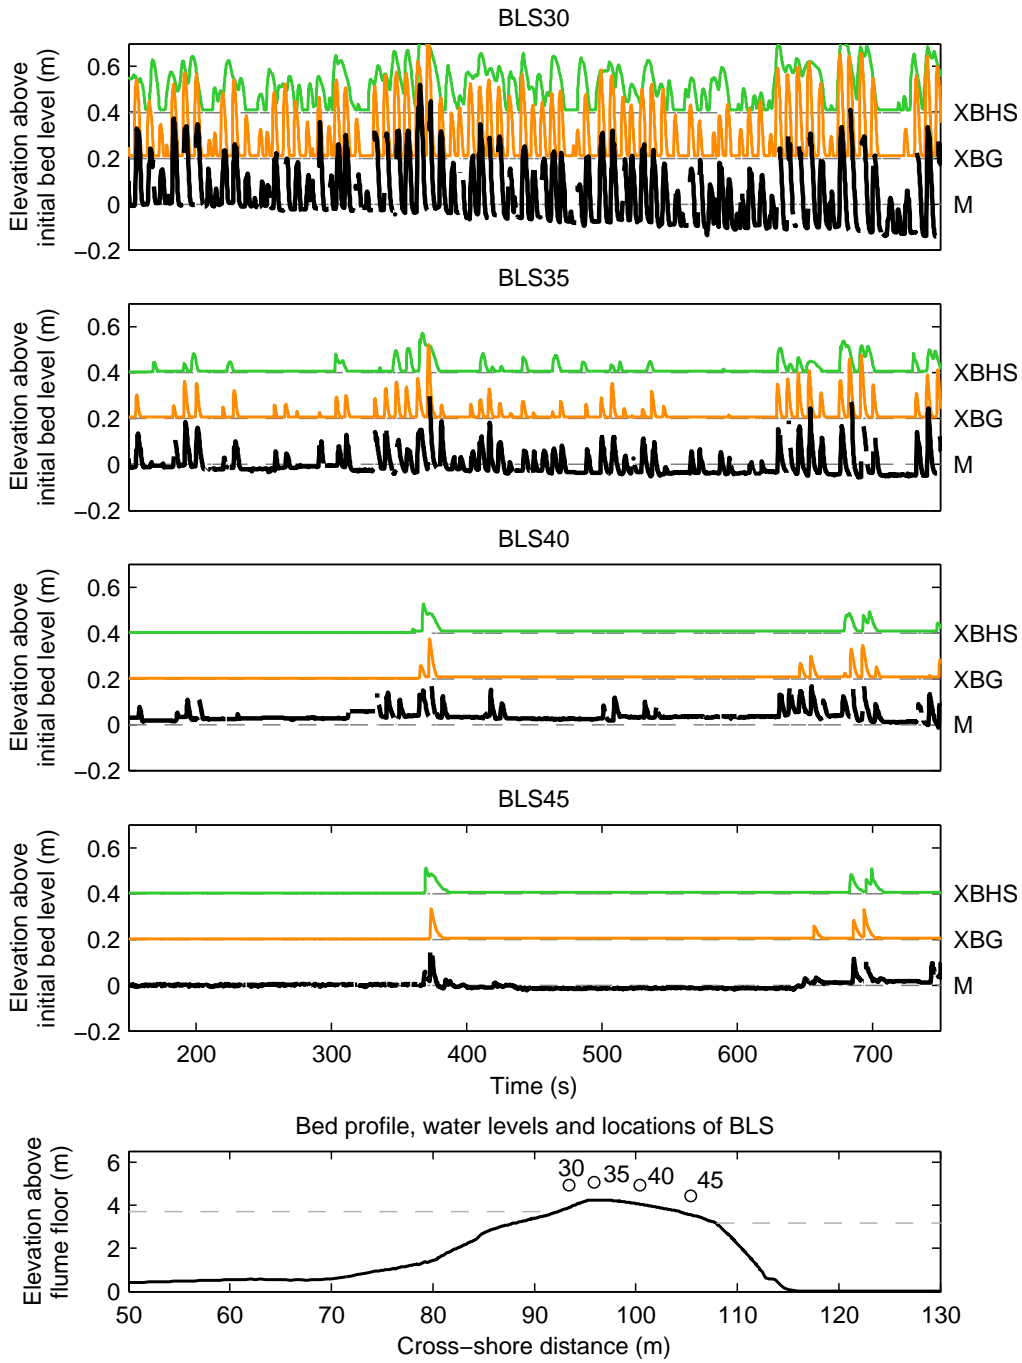 BLS30
Elevation above
initial bed level (m)
0.6
0.4
0.2
0
−0.2
XBHS
XBG
M
BLS35
Elevation above
initial bed level (m)
0.6
0.4
0.2
0
−0.2
XBHS
XBG
M
BLS40
Elevation above
initial bed level (m)
0.6
0.4
0.2
0
−0.2
XBHS
XBG
M
BLS45
Elevation above
initial bed level (m)
0.6
0.4
0.2
0
−0.2
XBHS
XBG
M
200 300 400 500 600 700
Time (s)
Bed profile, water levels and locations of BLS
Elevation above
flume floor (m)
6
4
2
0
30 35 40 45
50 60 70 80 90 100 110 120 130
Cross−shore distance (m)